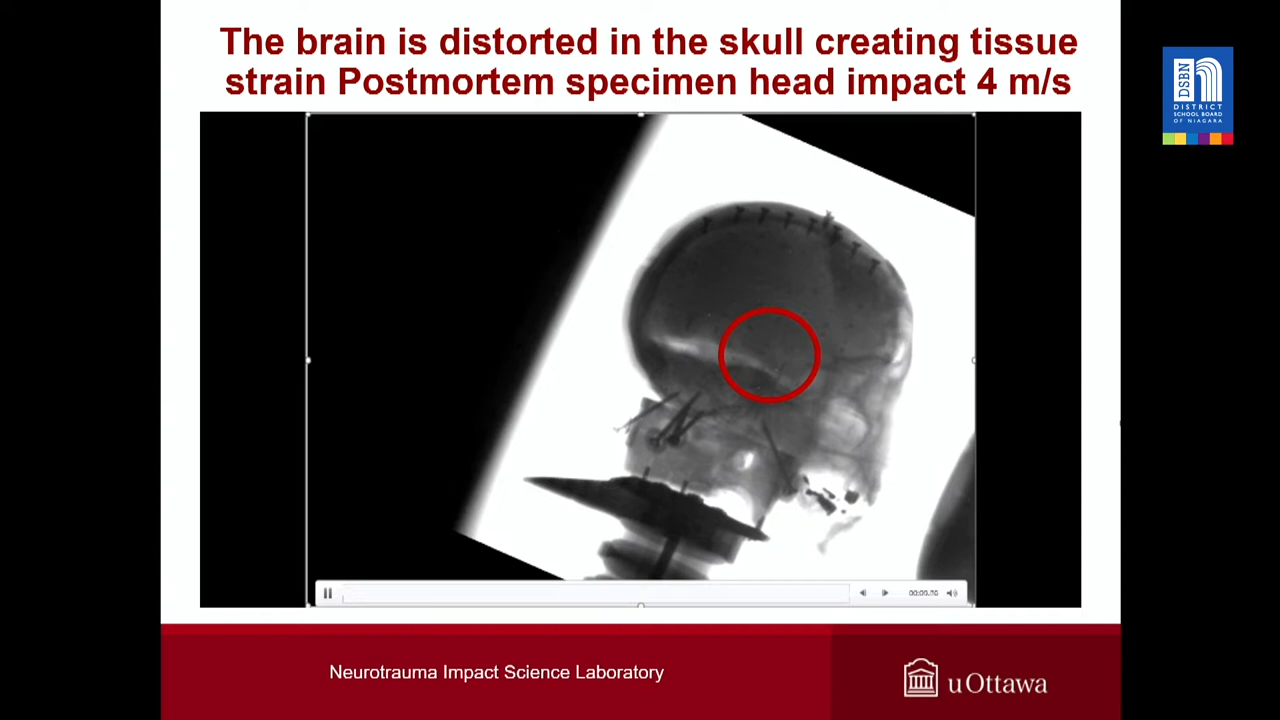 The brain is distorted in the skull creating tissue
strain Postmortem specimen head impact 4 m/s
DSBN
DISTRICT
SCHOOL BOARD
OF NIAGARA
Neurotrauma Impact Science Laboratory
uOttawa